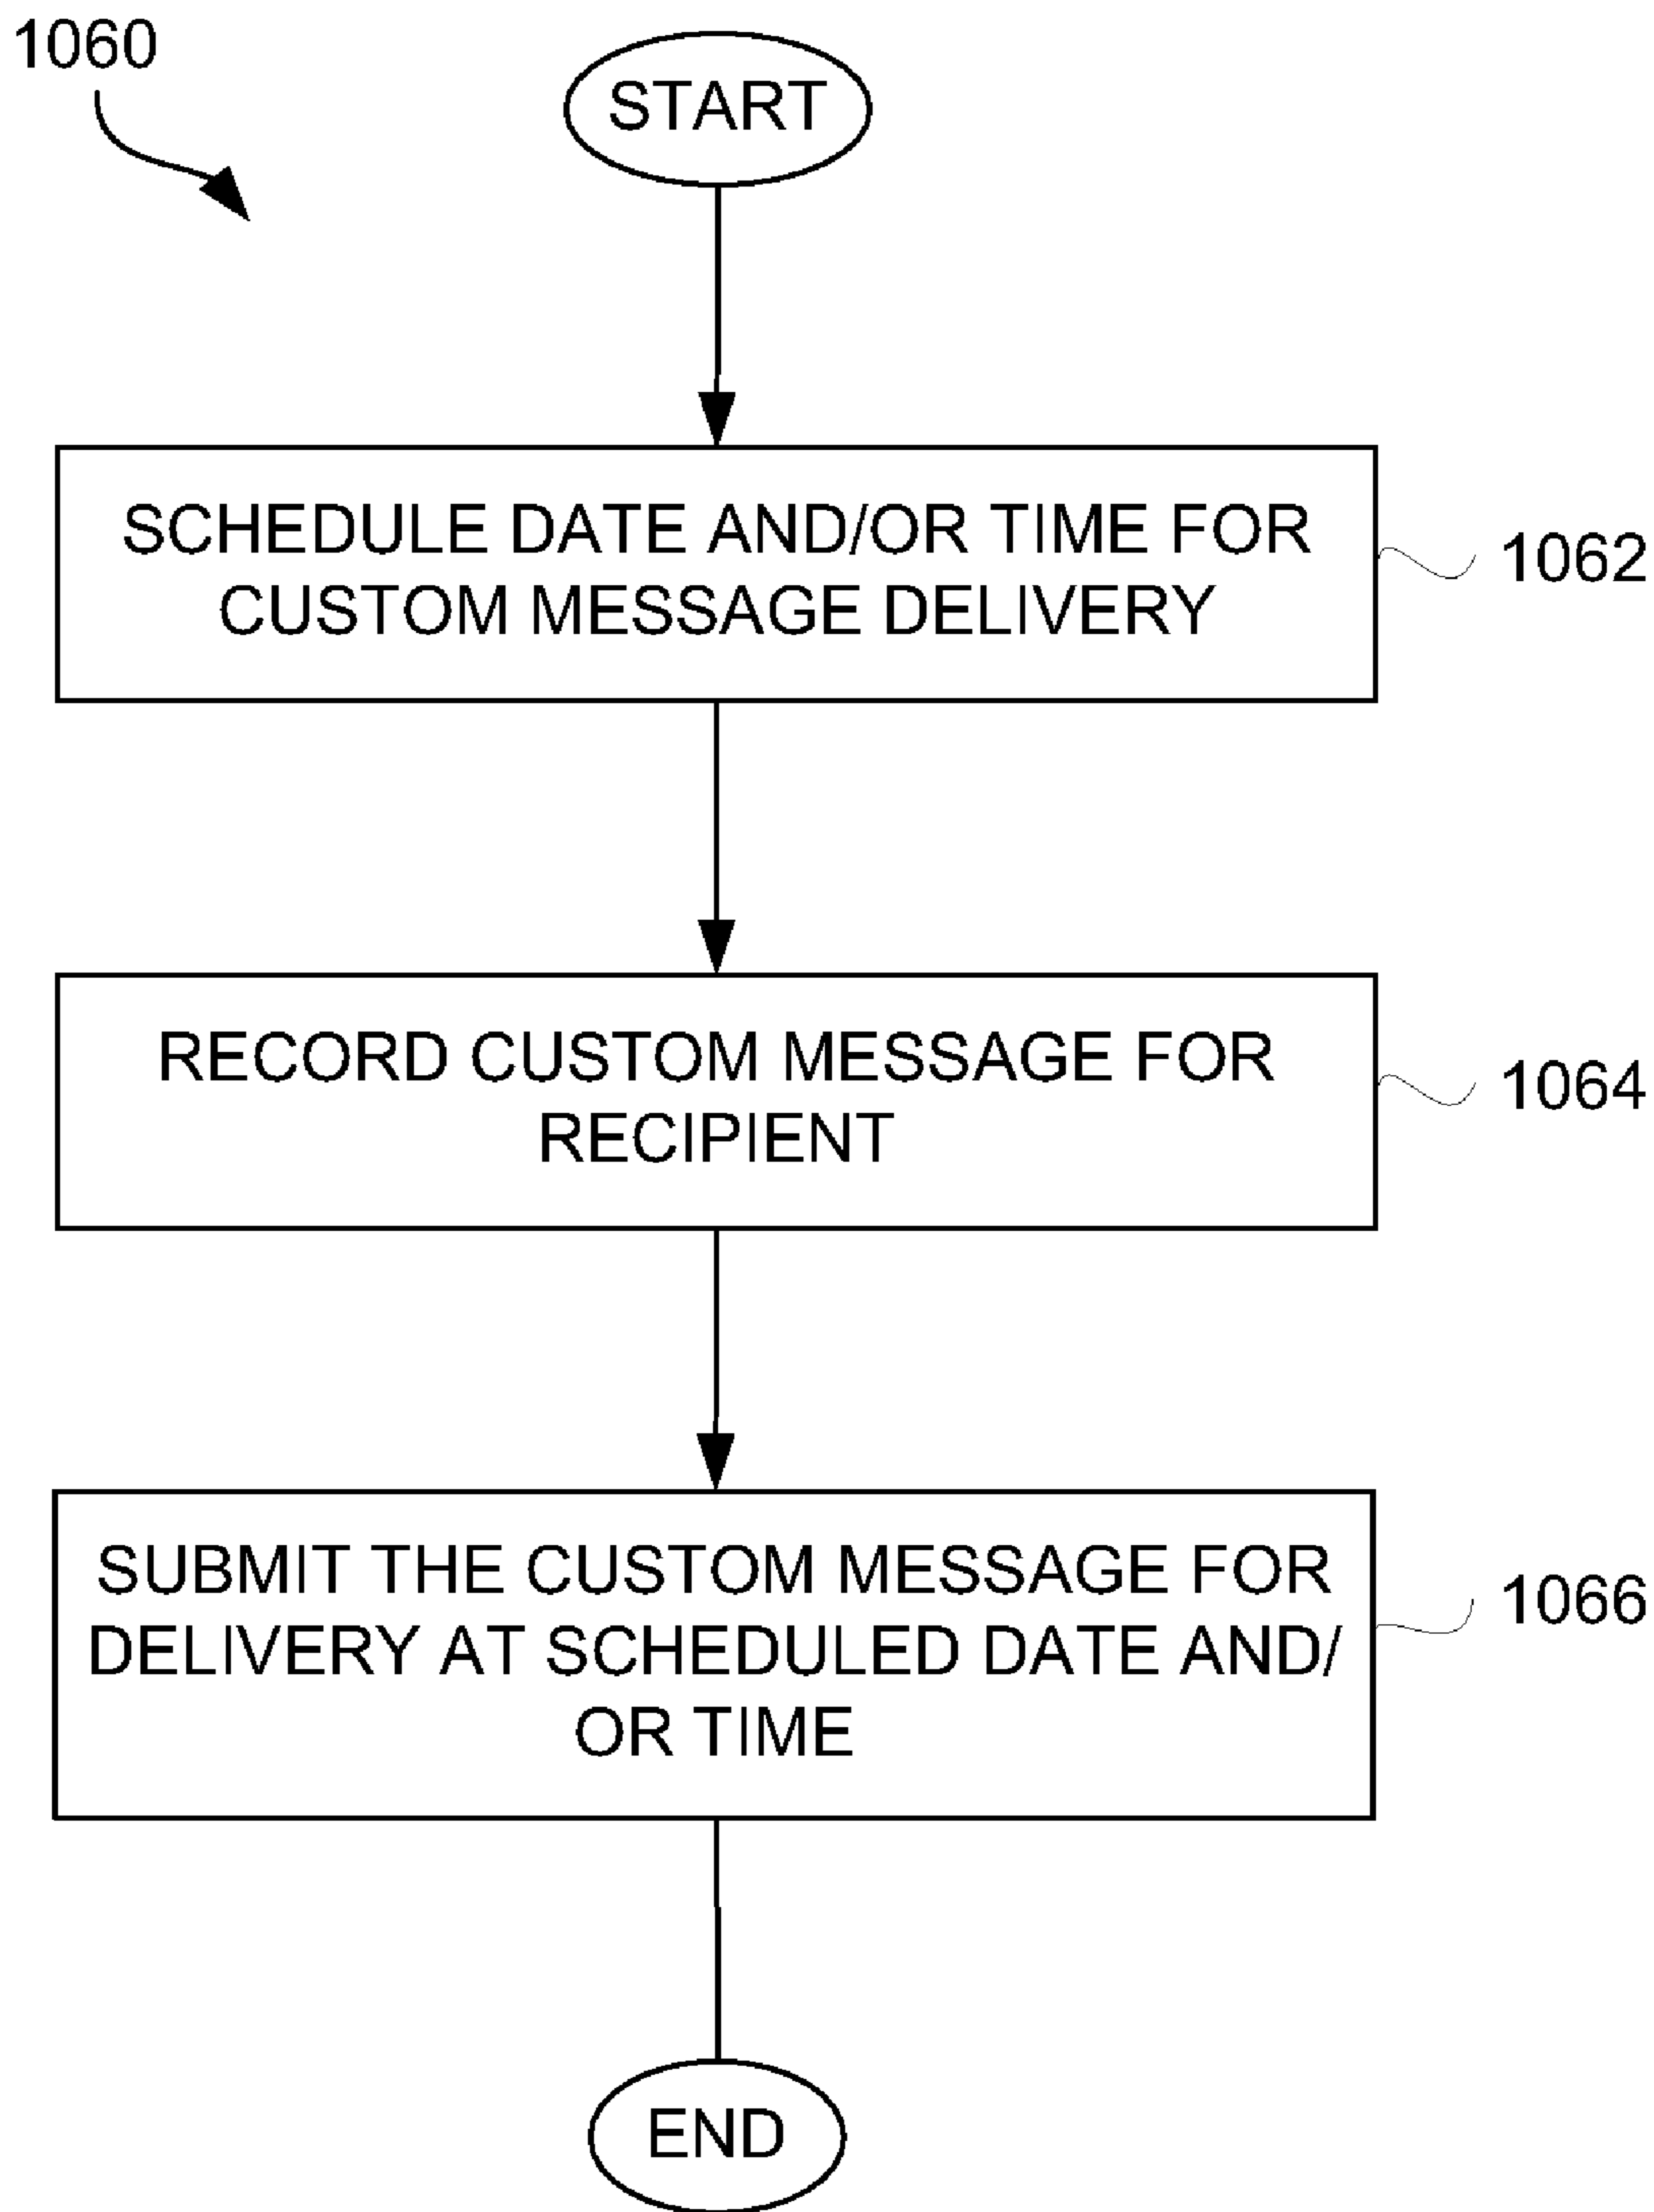 1060
START
SCHEDULE DATE AND/OR TIME FOR
CUSTOM MESSAGE DELIVERY
1062
RECORD CUSTOM MESSAGE FOR
RECIPIENT
1064
SUBMIT THE CUSTOM MESSAGE FOR
DELIVERY AT SCHEDULED DATE AND/
OR TIME
1066
END